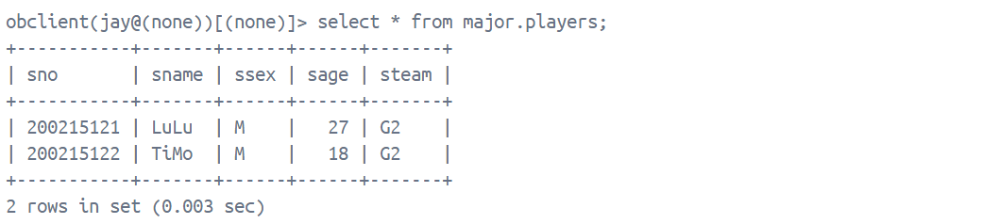 obclient(jay@(none))[(none)]> select * from major.players;
+-----------+-------+------+------+-------+
| sno       | sname | ssex | sage | steam |
+-----------+-------+------+------+-------+
| 200215121 | LuLu  | M    |   27 | G2    |
| 200215122 | TiMo  | M    |   18 | G2    |
+-----------+-------+------+------+-------+
2 rows in set (0.003 sec)